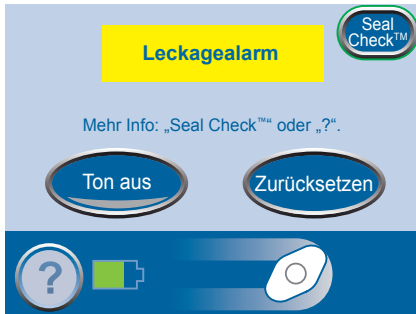 Seal
Check™
Leckagealarm
Mehr Info: „Seal Check™“ oder „?“.
Ton aus
Zurücksetzen
?